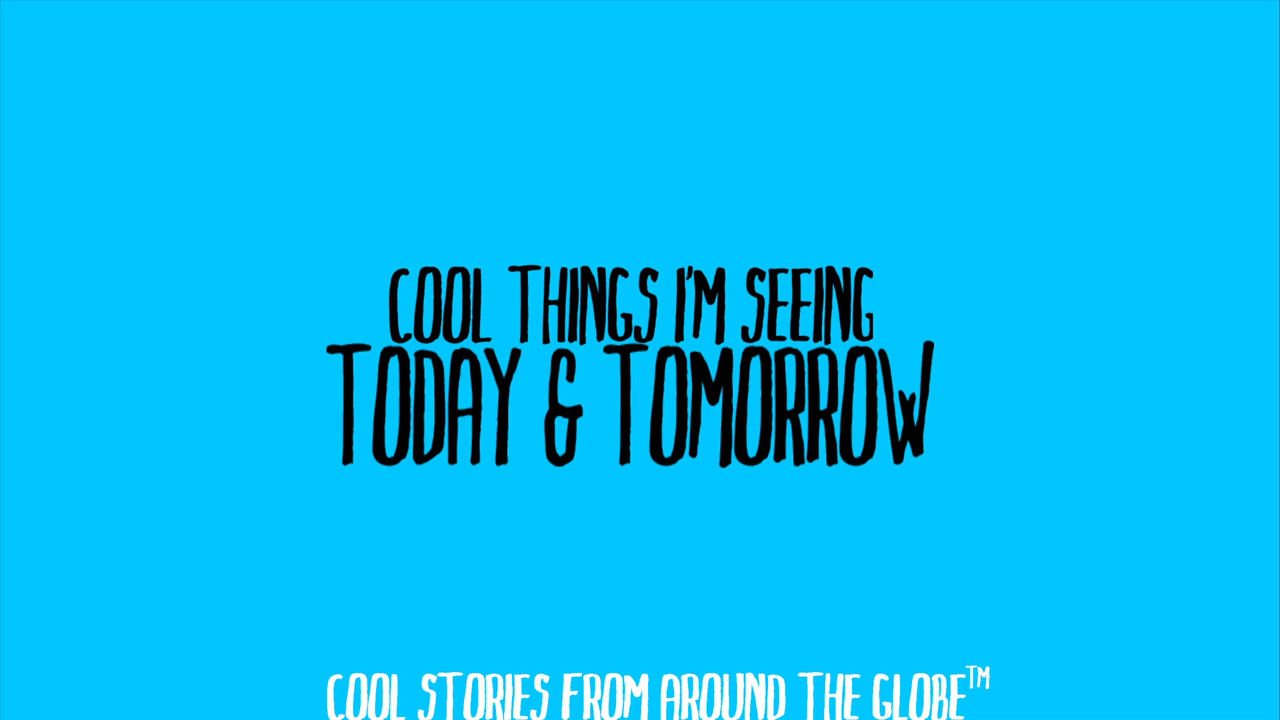 COOL THINGS I'M SEEING
TODAY & TOMORROW
COOL STORIES FROM AROUND THE GLOBE™